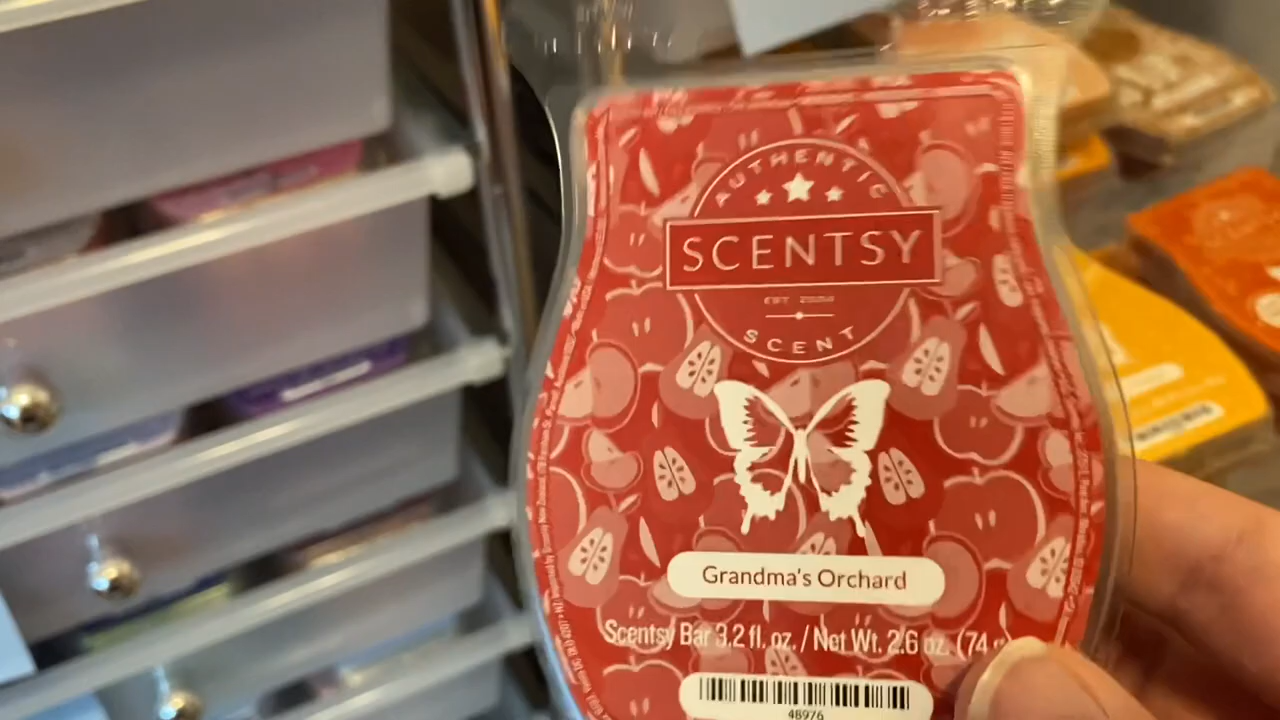 AUTHENTIC
SCENTSY
EST. 2004
SCENT
Grandma's Orchard
Scentsy Bar 3.2 fl. oz. / Net Wt. 2.6 oz. (74
48976